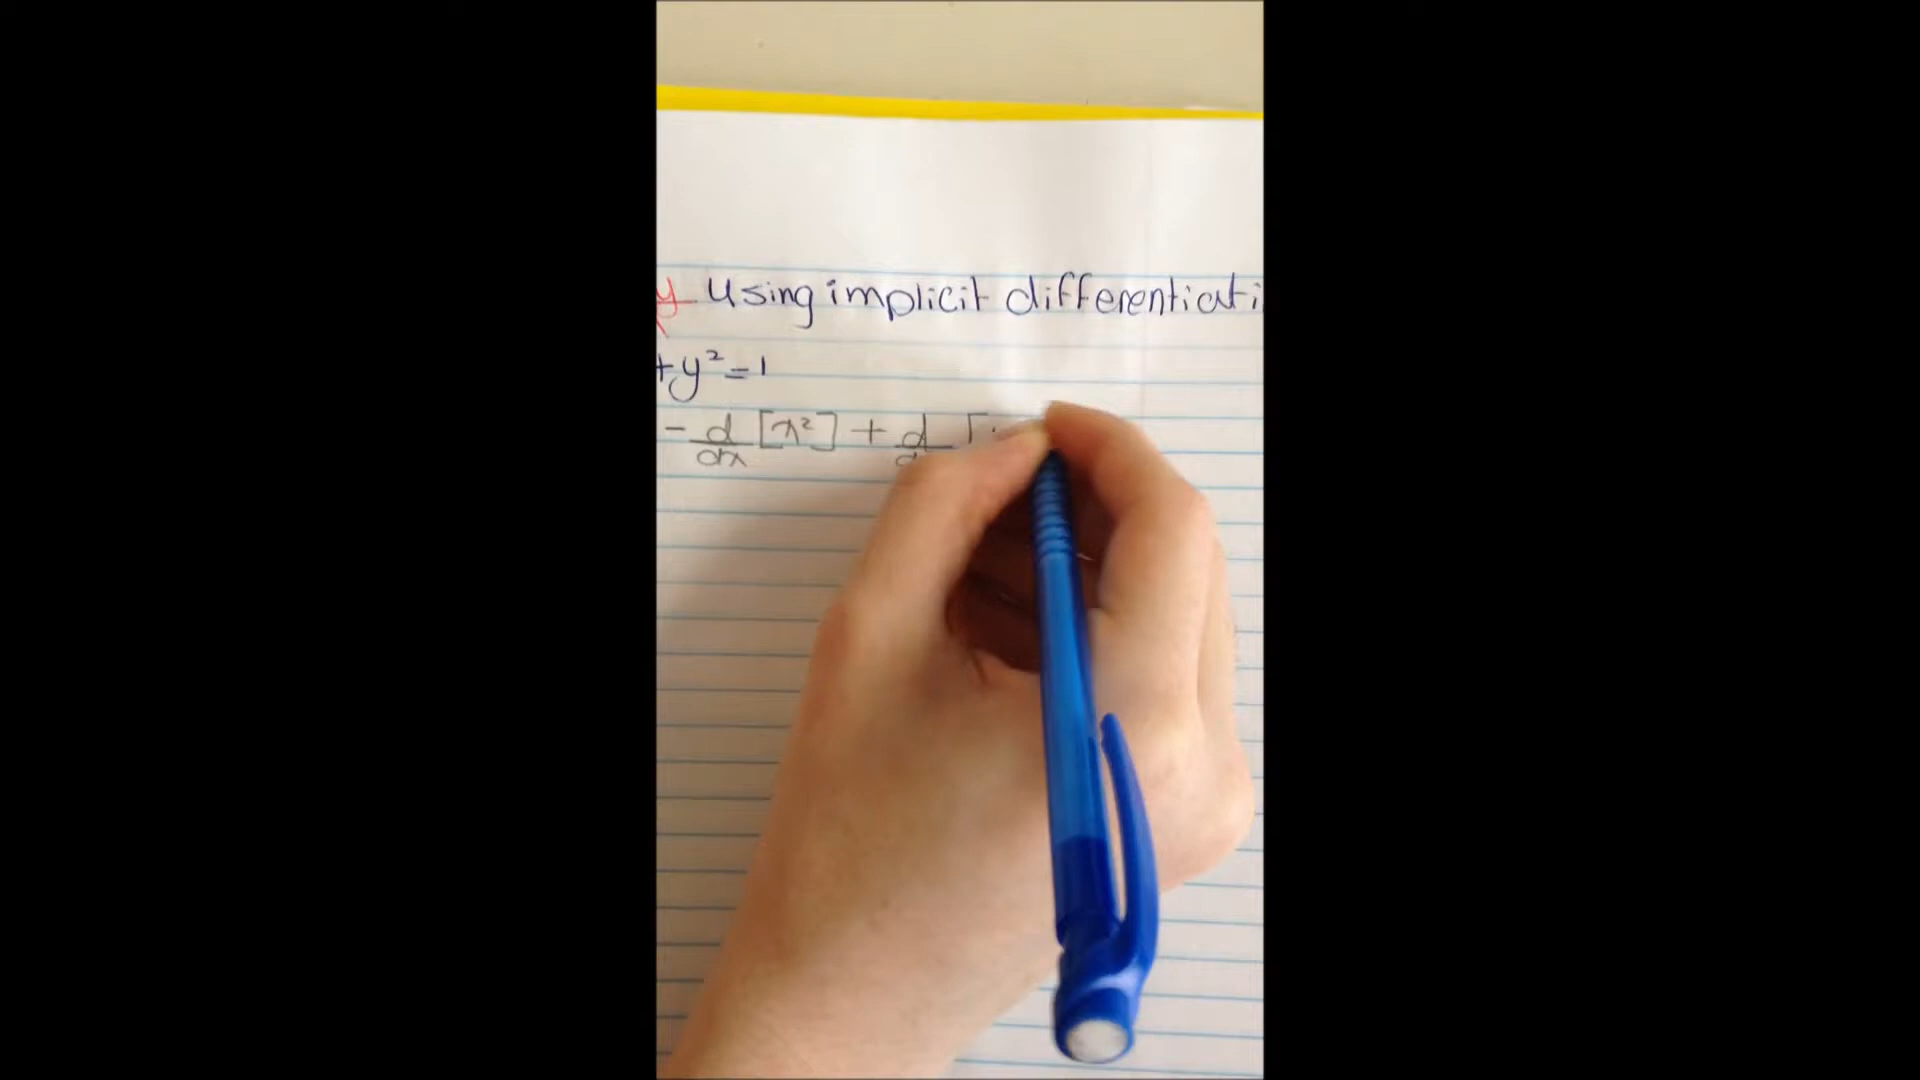 y using implicit differentiati
+y²=1
- d/dx [x²] + d [